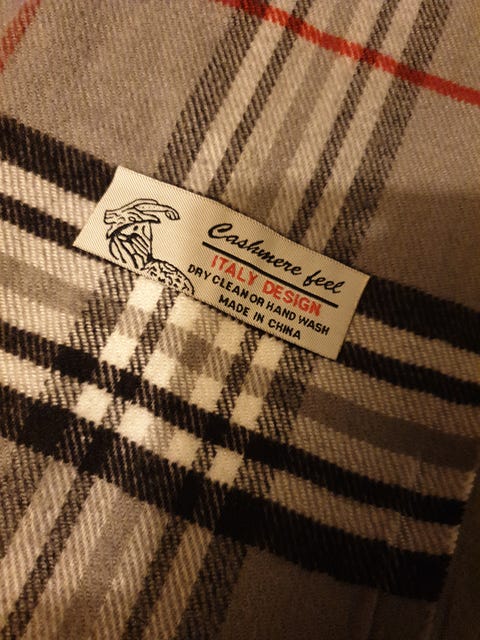 Cashmere feel
ITALY DESIGN
DRY CLEAN OR HAND WASH
MADE IN CHINA